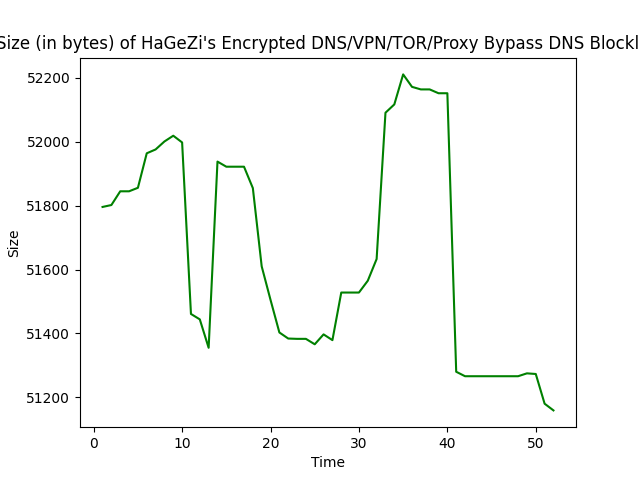 Size (in bytes) of HaGeZi's Encrypted DNS/VPN/TOR/Proxy Bypass DNS Blockl
52200
52000
51800
51600
51400
51200
Size
0 10 20 30 40 50
Time